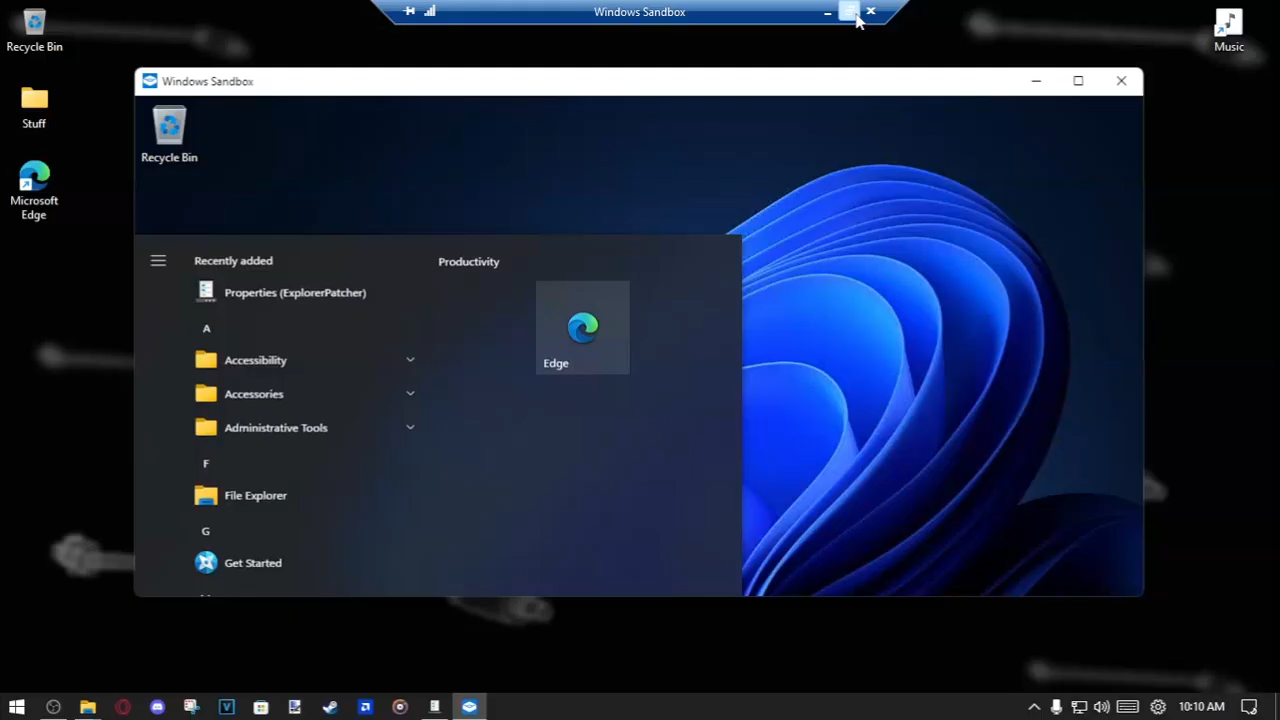 Windows Sandbox
Recycle Bin
Music
Stuff
Microsoft
Edge
Windows Sandbox
Recycle Bin
Recently added
Productivity
Properties (ExplorerPatcher)
A
Accessibility
Accessories
Edge
Administrative Tools
F
File Explorer
G
Get Started
10:10 AM